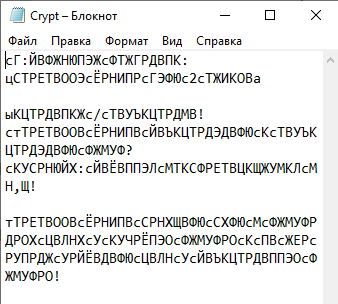 Crypt – Блокнот
Файл Правка Формат Вид Справка
сГ:ЙВФЖНЮПЭЖсФТЖГРДВПК:
цСТРЕТВООЭсЁРНИПРсГЭФЮс2сТЖИКОВа
ыКЦТРДВПКЖс/сТВУЪКЦТРДМВ!
стТРЕТВООВсЁРНИПВсЙВЪКЦТРДЭДВФЮсКсТВУЪК
ЦТРДЭДВФЮсФЖМУФ?
сКУСРНЮЙХ:сЙВЁВППЭЛсМТКСФРЕТВЦКЩЖУМКЛсМ
Н,Щ!
тТРЕТВООВсЁРНИПВсСРНХЩВФЮсСХФЮсМсФЖМУФР
ДРОХсЦВЛНХсУсКУЧРЁПЭОсФЖМУФРОсКсПВсЖЕРс
РУПРДЖсУРЙЁВДВФЮсЦВЛНсУсЙВЪКЦТРДВППЭОсФ
ЖМУФРО!